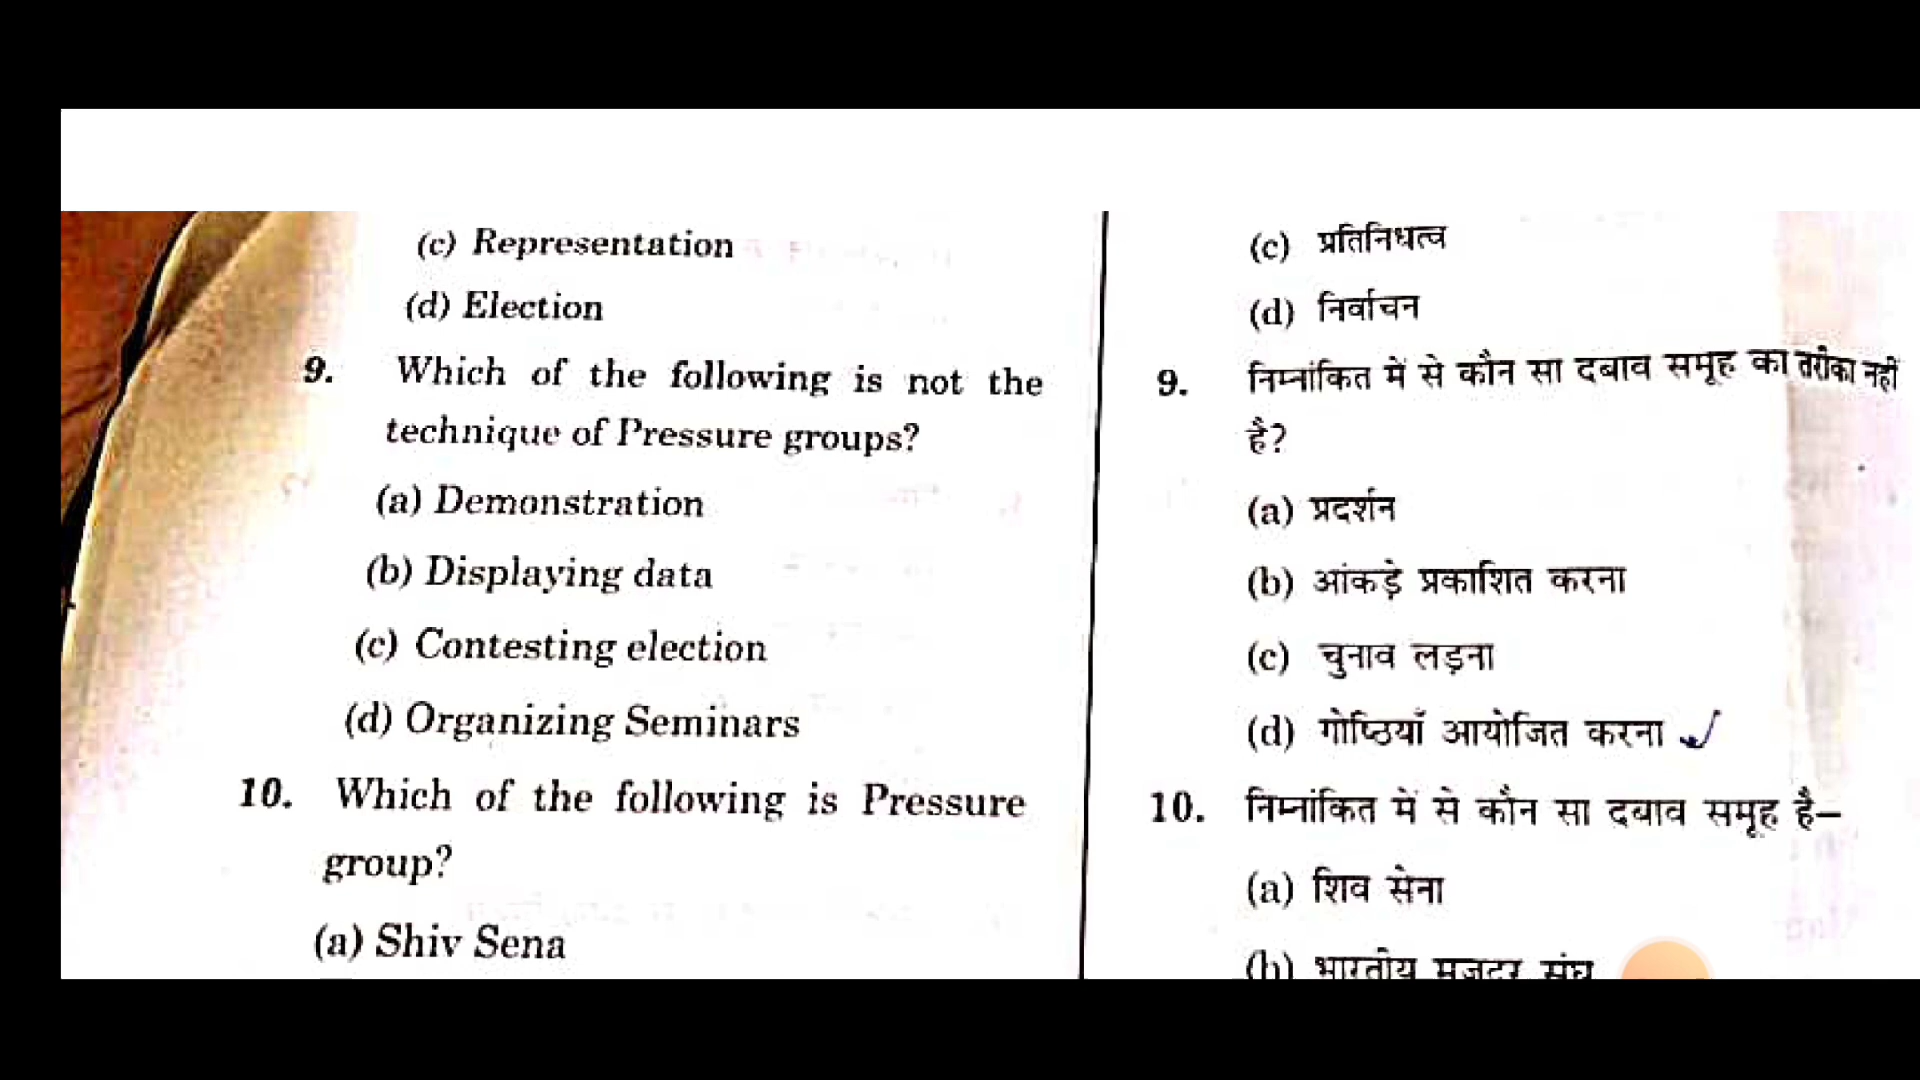 (c) Representation
(d) Election
9. Which of the following is not the
technique of Pressure groups?
(a) Demonstration
(b) Displaying data
(c) Contesting election
(d) Organizing Seminars
10. Which of the following is Pressure
group?
(a) Shiv Sena
(c) प्रतिनिधत्व
(d) निर्वाचन
9. निम्नांकित में से कौन सा दबाव समूह का तरीका नहीं
है?
(a) प्रदर्शन
(b) आंकड़े प्रकाशित करना
(c) चुनाव लड़ना
(d) गोष्ठियाँ आयोजित करना
10. निम्नांकित में से कौन सा दबाव समूह है–
(a) शिव सेना
(b) भारतीय मजदूर संघ